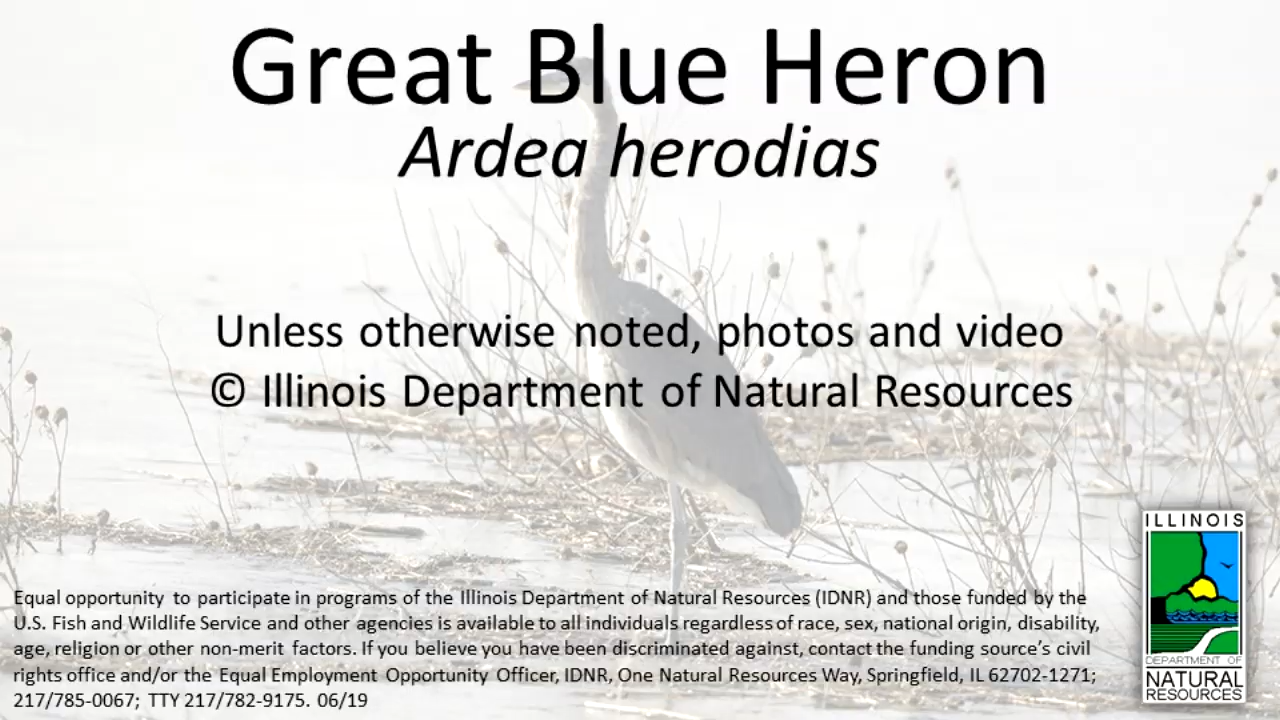 Great Blue Heron
Ardea herodias
Unless otherwise noted, photos and video
© Illinois Department of Natural Resources
Equal opportunity to participate in programs of the Illinois Department of Natural Resources (IDNR) and those funded by the
U.S. Fish and Wildlife Service and other agencies is available to all individuals regardless of race, sex, national origin, disability,
age, religion or other non-merit factors. If you believe you have been discriminated against, contact the funding source’s civil
rights office and/or the Equal Employment Opportunity Officer, IDNR, One Natural Resources Way, Springfield, IL 62702-1271;
217/785-0067; TTY 217/782-9175. 06/19
ILLINOIS
DEPARTMENT OF
NATURAL
RESOURCES